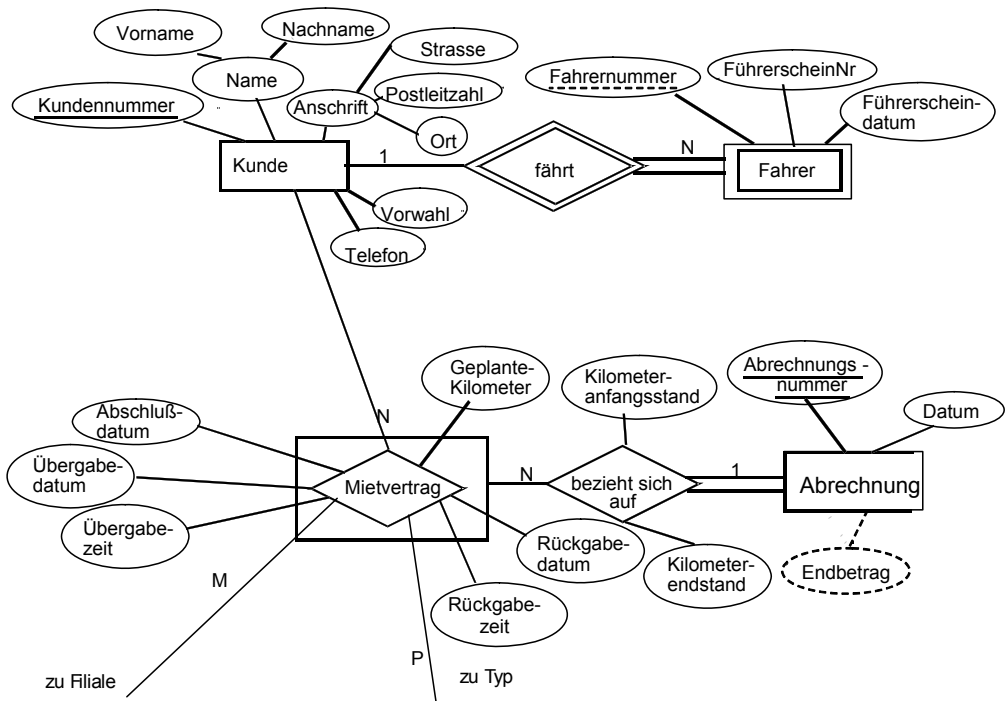 Vorname
Nachname
Name
Strasse
Postleitzahl
Anschrift
Ort
Kundennummer
Kunde
1
fährt
N
Fahrernummer
FührerscheinNr
Führerschein-
datum
Fahrer
Vorwahl
Telefon
N
Geplante-
Kilometer
Kilometer-
anfangsstand
Abrechnungs -
nummer
Datum
Abschluß-
datum
Übergabe-
datum
Übergabe-
zeit
Mietvertrag
N
bezieht sich
auf
1
Abrechnung
Rückgabe-
datum
Kilometer-
endstand
Endbetrag
Rückgabe-
zeit
M
P
zu Filiale
zu Typ